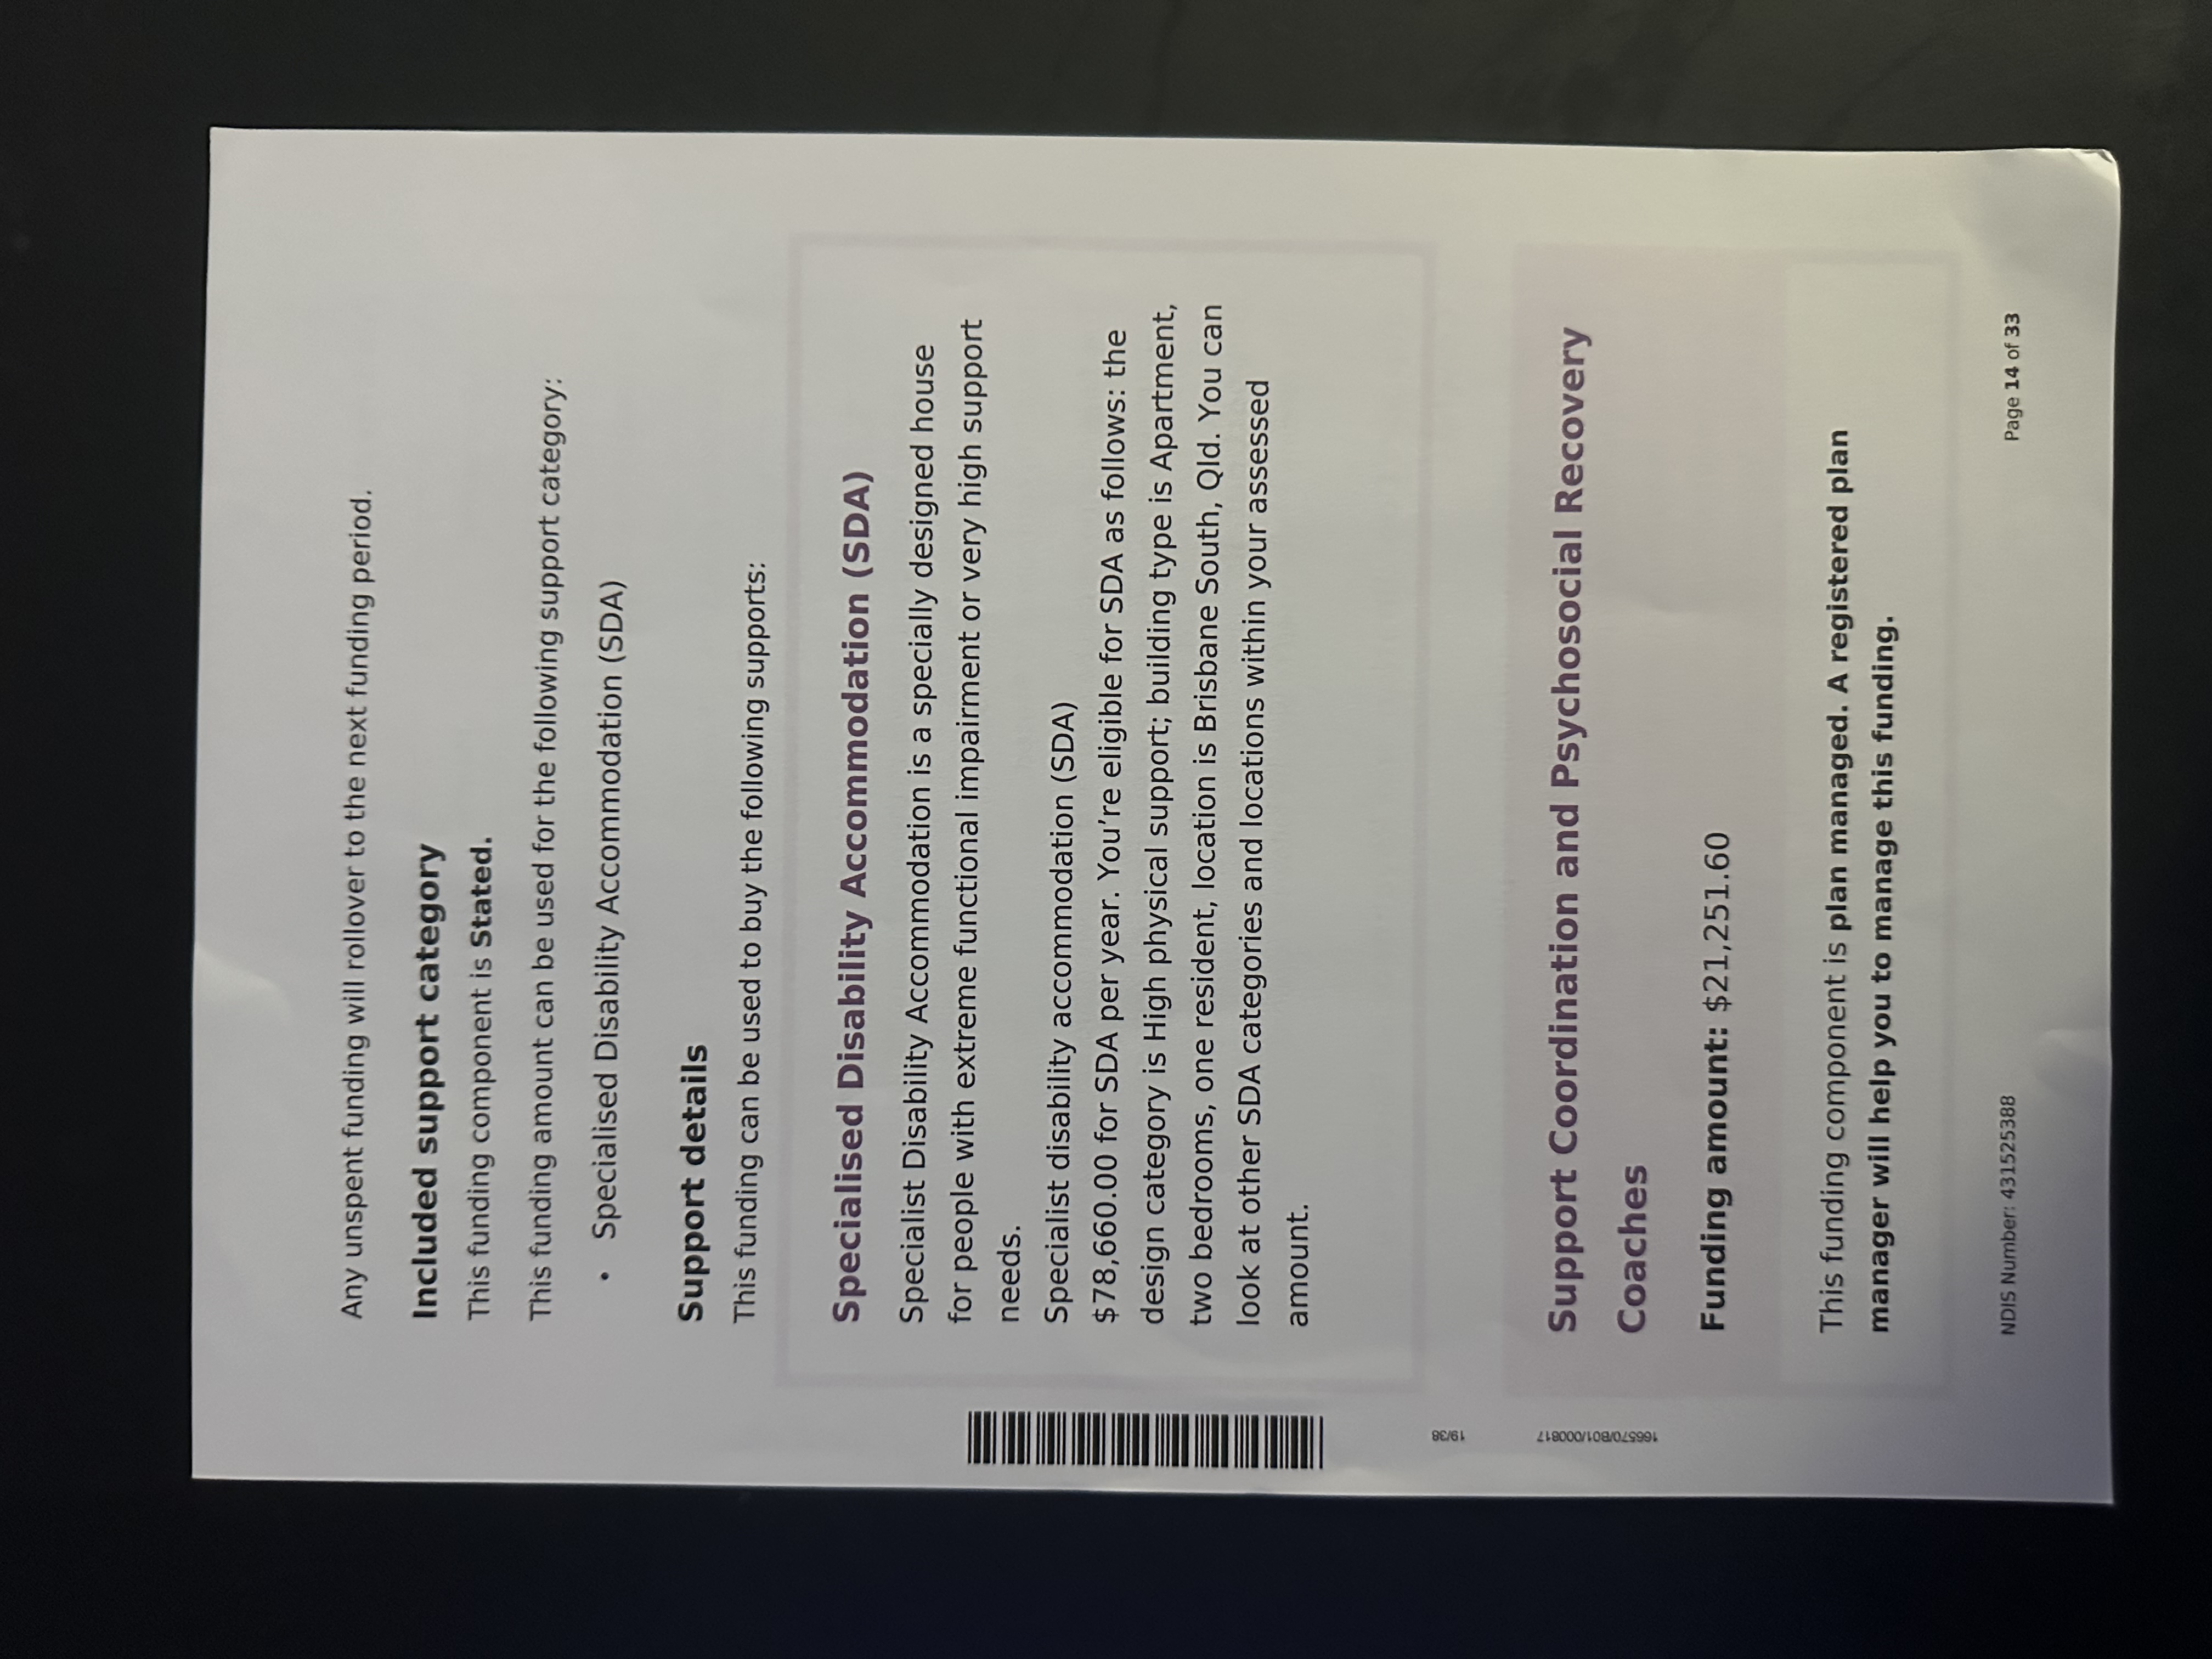 Any unspent funding will rollover to the next funding period.
Included support category
This funding component is Stated.
This funding amount can be used for the following support category:
• Specialised Disability Accommodation (SDA)
Support details
This funding can be used to buy the following supports:
Specialised Disability Accommodation (SDA)
Specialist Disability Accommodation is a specially designed house
for people with extreme functional impairment or very high support
needs.
Specialist disability accommodation (SDA)
$78,660.00 for SDA per year. You’re eligible for SDA as follows: the
design category is High physical support; building type is Apartment,
two bedrooms, one resident, location is Brisbane South, Qld. You can
look at other SDA categories and locations within your assessed
amount.
19/38
166570/B01/000817
Support Coordination and Psychosocial Recovery
Coaches
Funding amount: $21,251.60
This funding component is plan managed. A registered plan
manager will help you to manage this funding.
NDIS Number: 431525388
Page 14 of 33